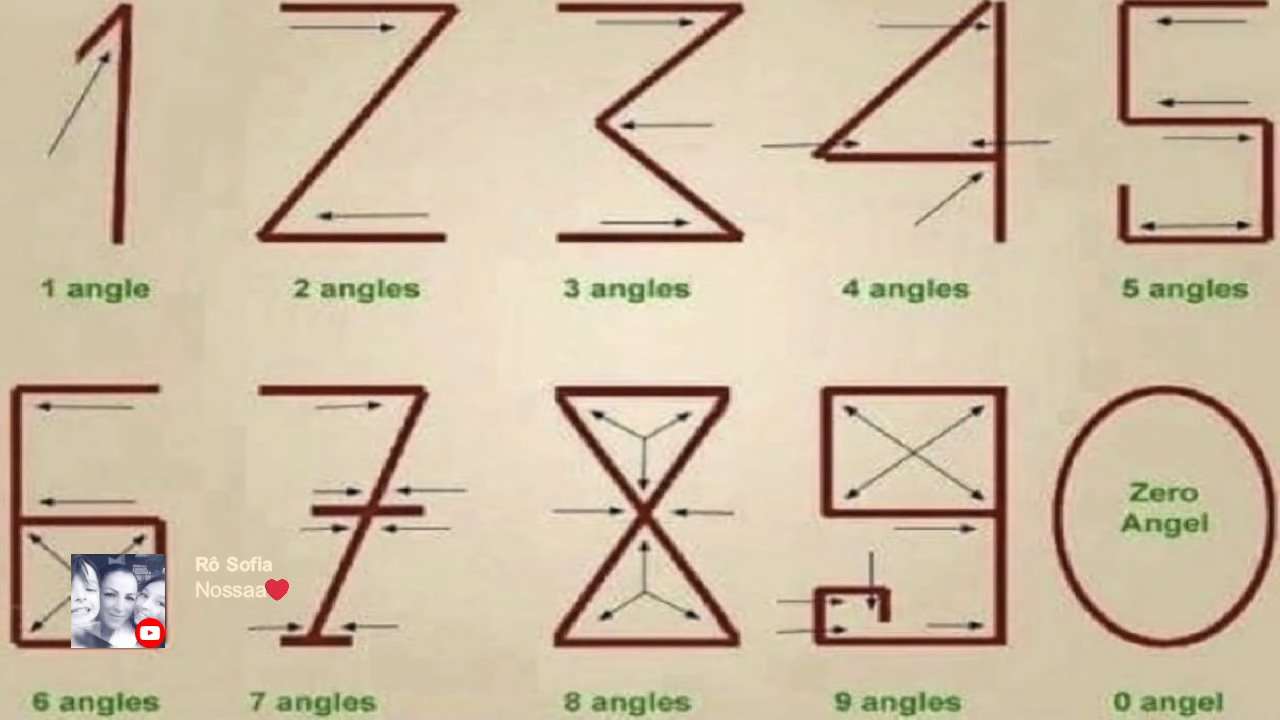 1 angle
2 angles
3 angles
4 angles
5 angles
Zero
Angel
Rô Sofia
Nossaa❤️
6 angles
7 angles
8 angles
9 angles
0 angel